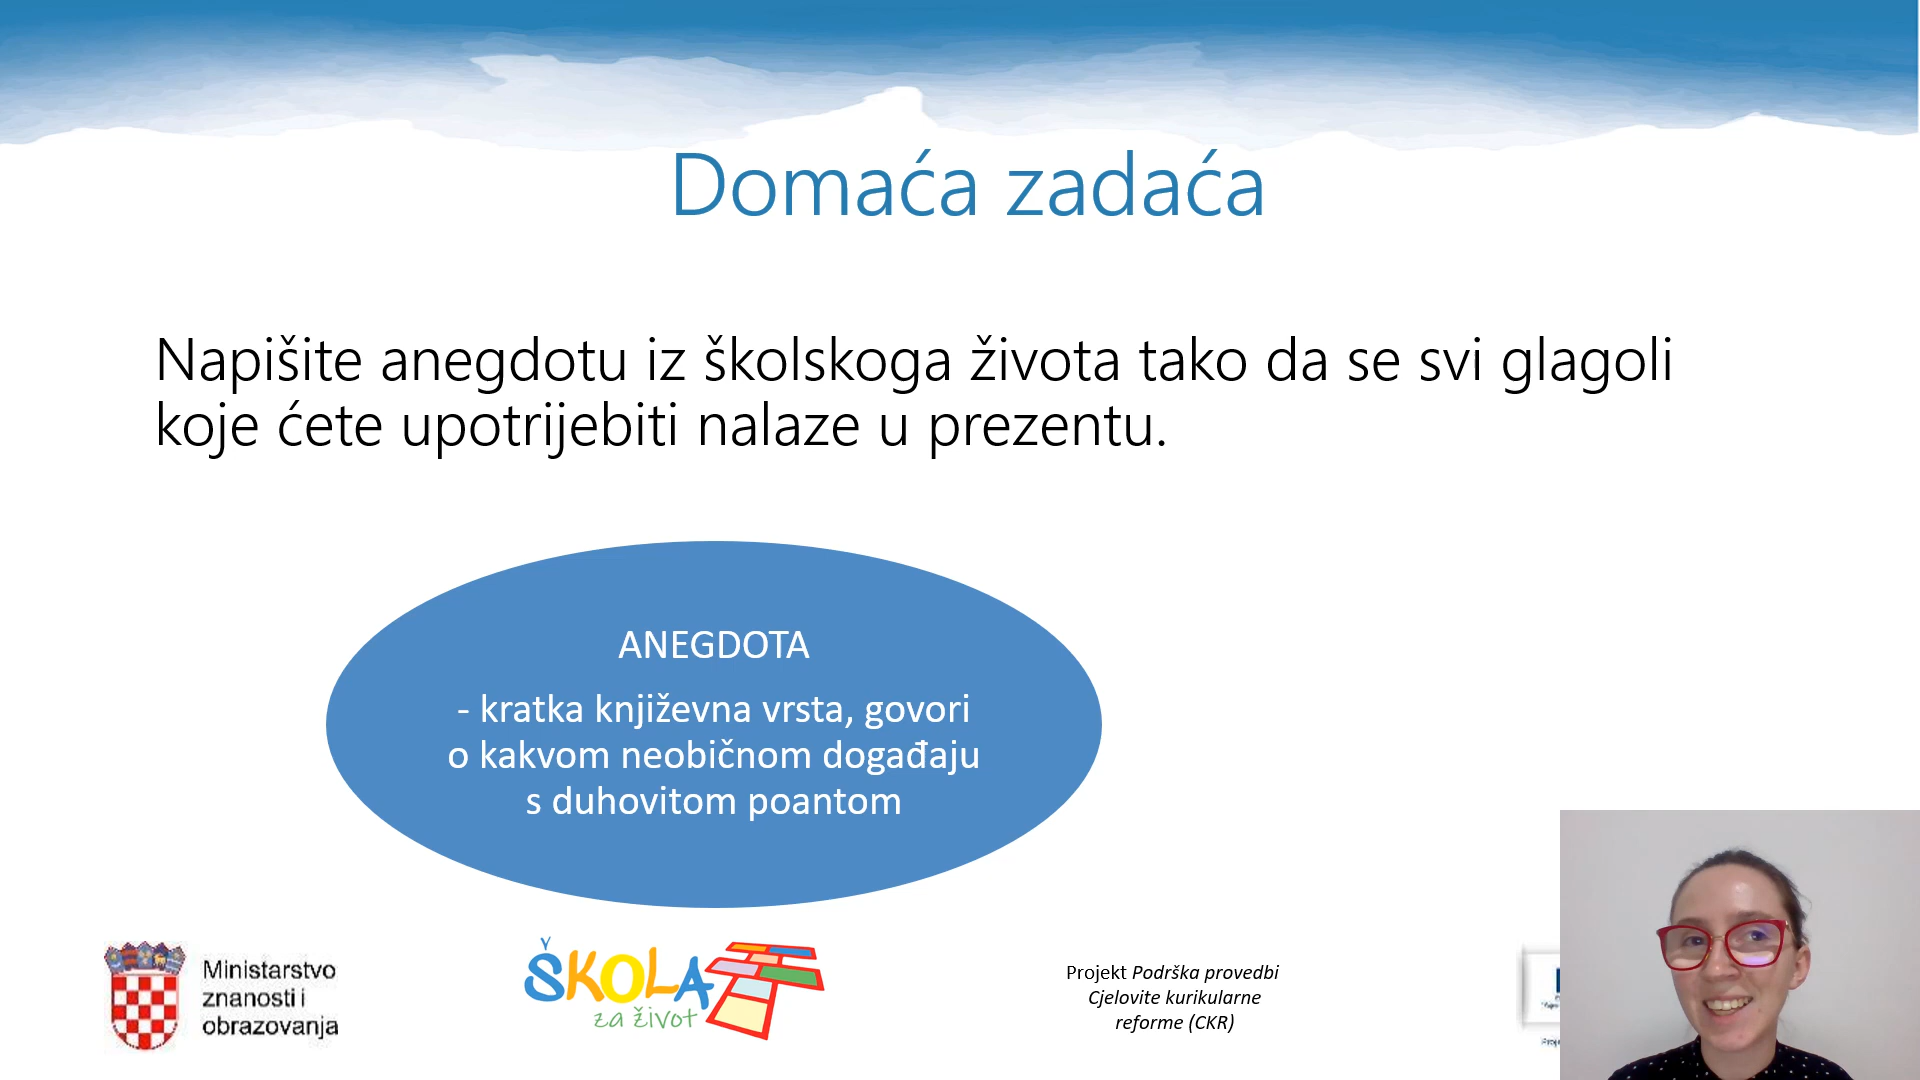 Domaća zadaća
Napišite anegdotu iz školskoga života tako da se svi glagoli
koje ćete upotrijebiti nalaze u prezentu.
ANEGDOTA
- kratka književna vrsta, govori
o kakvom neobičnom događaju
s duhovitom poantom
Ministarstvo
znanosti i
obrazovanja
ŠKOLA
za život
Projekt Podrška provedbi
Cjelovite kurikularne
reforme (CKR)